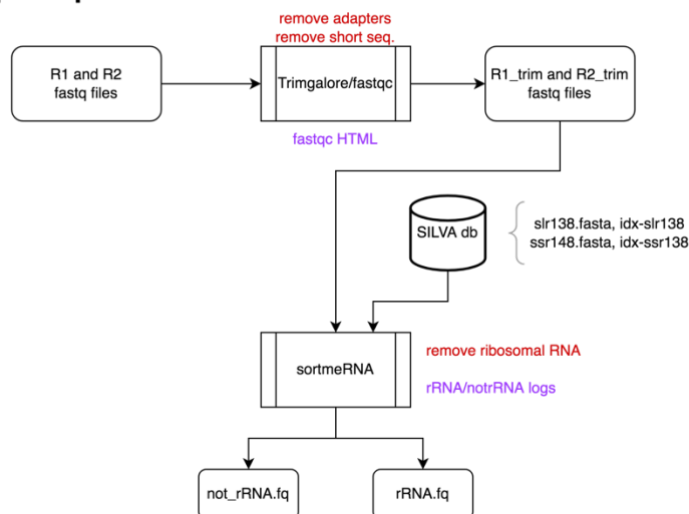 remove adapters
remove short seq.
R1 and R2
fastq files
Trimgalore/fastqc
R1_trim and R2_trim
fastq files
fastqc HTML
SILVA db
slr138.fasta, idx-slr138
ssr148.fasta, idx-ssr138
sortmeRNA
remove ribosomal RNA
rRNA/notrRNA logs
not_rRNA.fq
rRNA.fq